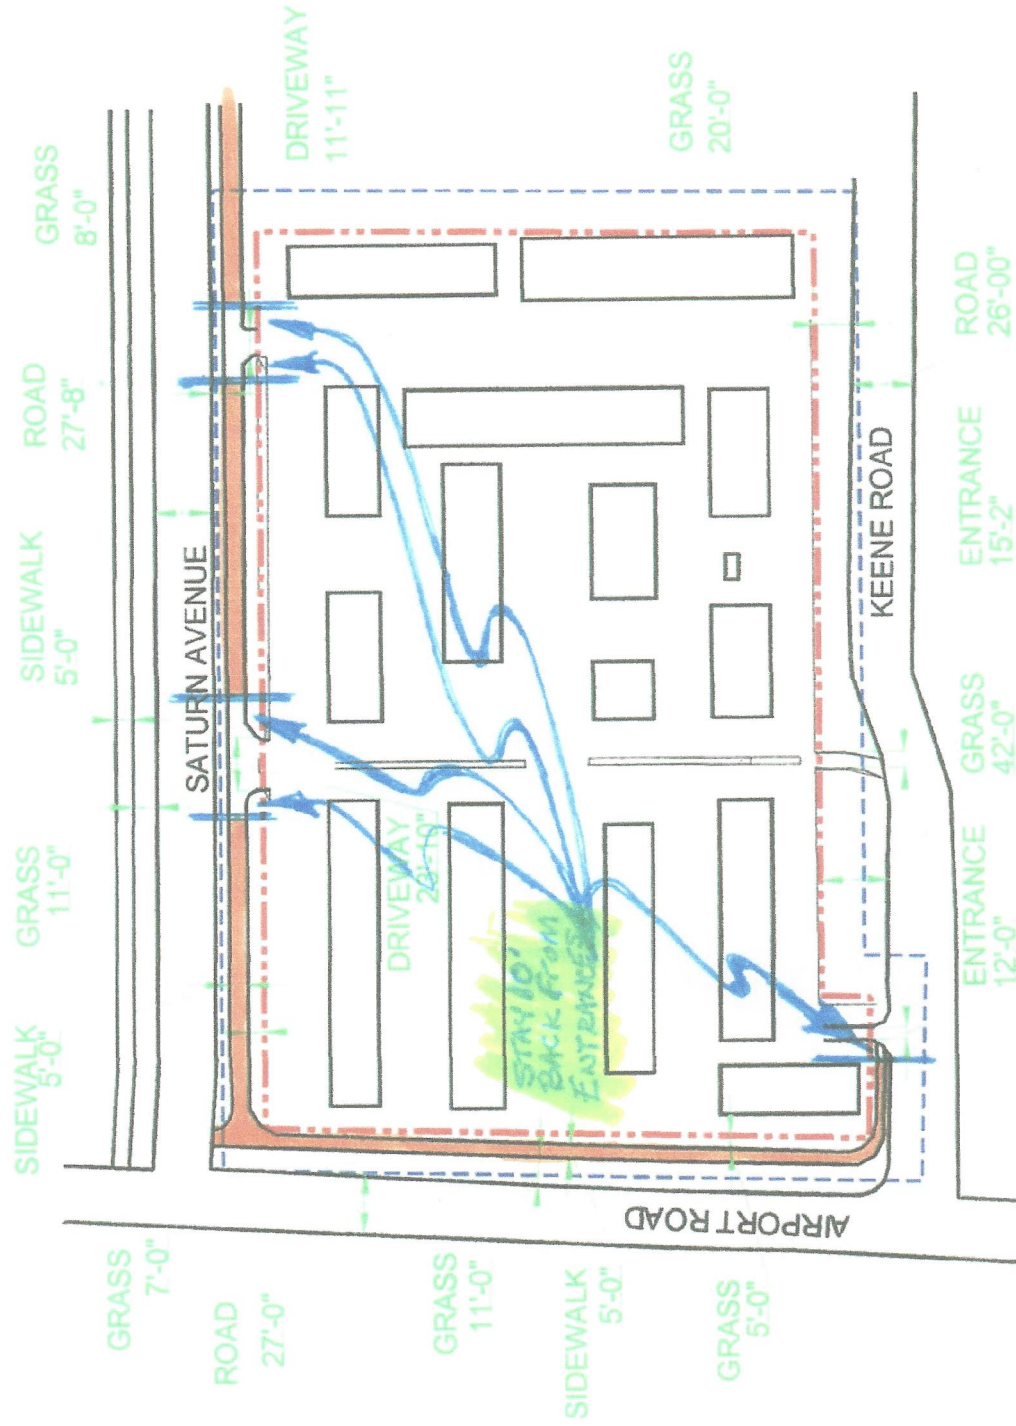 GRASS
8'-0"
ROAD
27'-8"
SIDEWALK
5'-0"
GRASS
11'-0"
SIDEWALK
5'-0"
DRIVEWAY
11'-11"
GRASS
20'-0"
SATURN AVENUE
DRIVEWAY
STAY 10'
BACK FROM
ENTRANCES
KEENE ROAD
AIRPORT ROAD
ROAD
26'-00"
ENTRANCE
15'-2"
GRASS
42'-0"
ENTRANCE
12'-0"
GRASS
7'-0"
ROAD
27'-0"
GRASS
11'-0"
SIDEWALK
5'-0"
GRASS
5'-0"